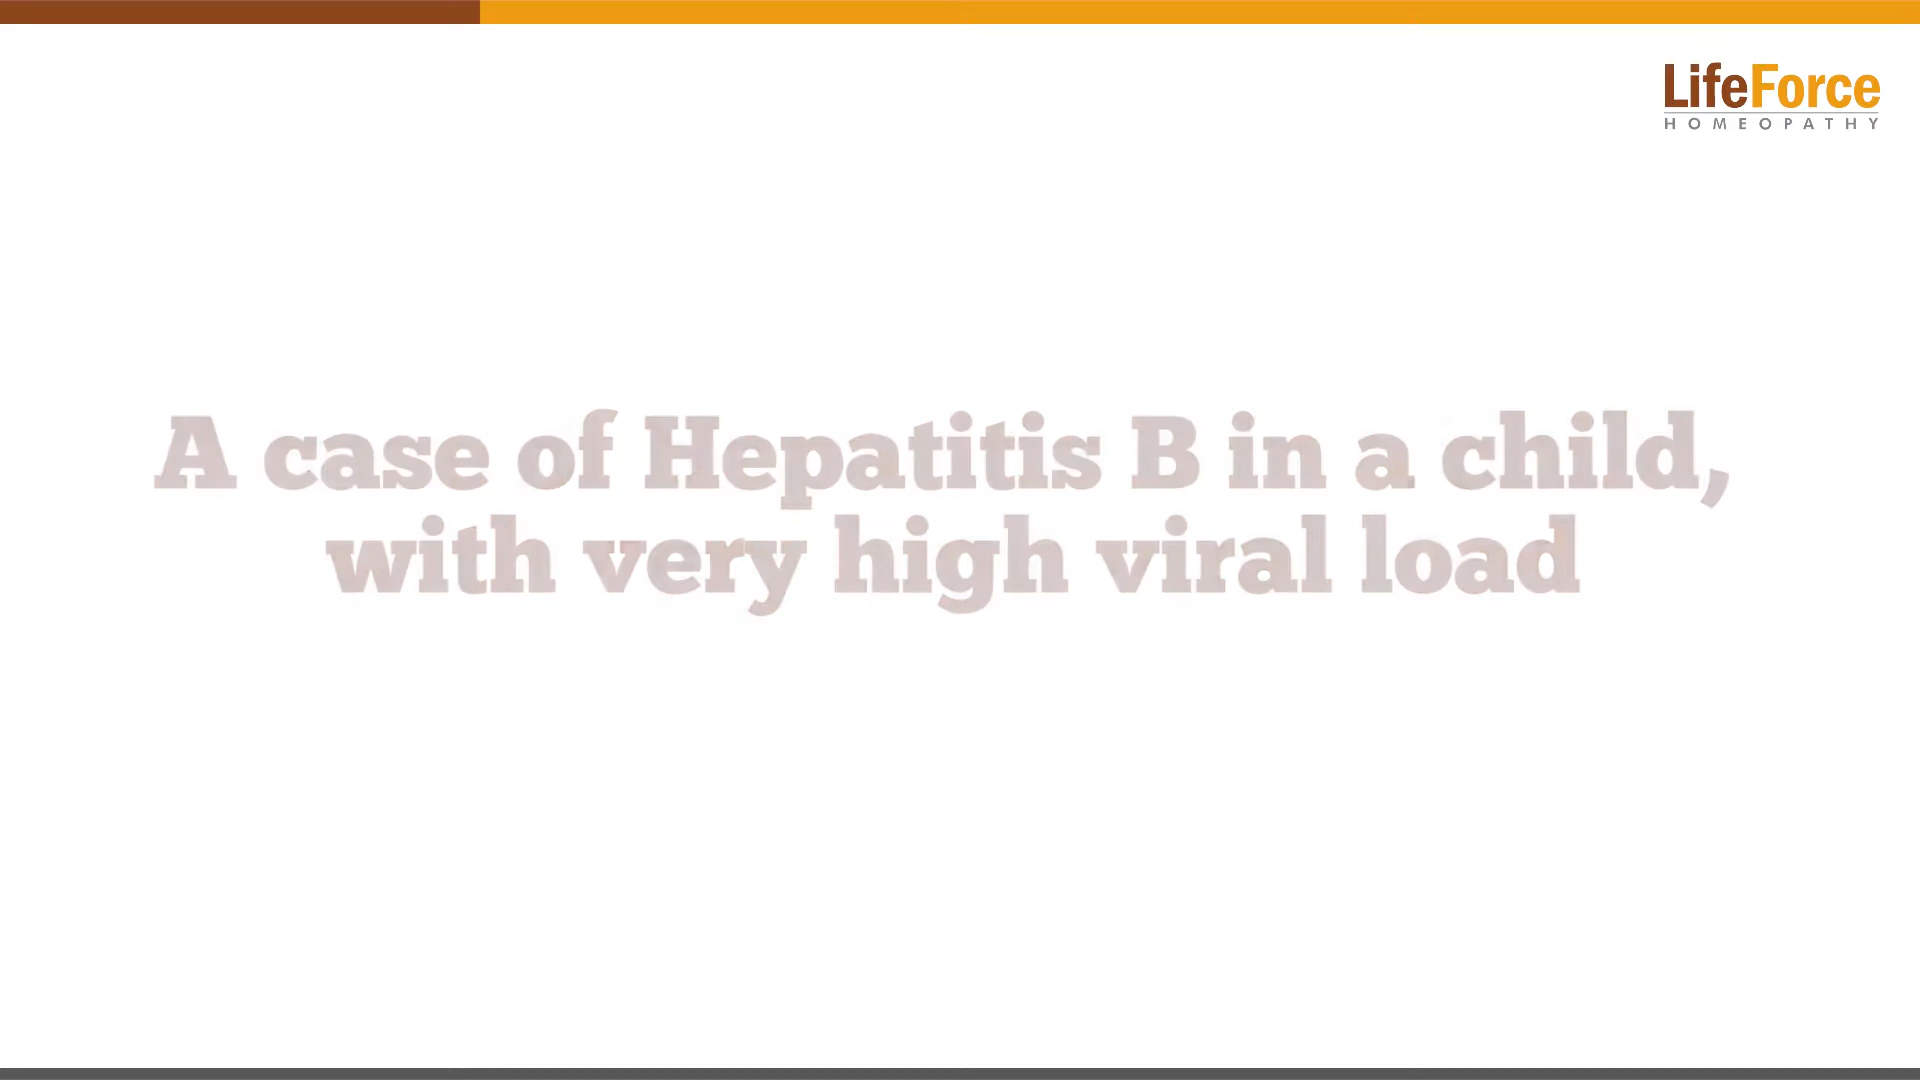 LifeForce
HOMEOPATHY
A case of Hepatitis B in a child,
with very high viral load